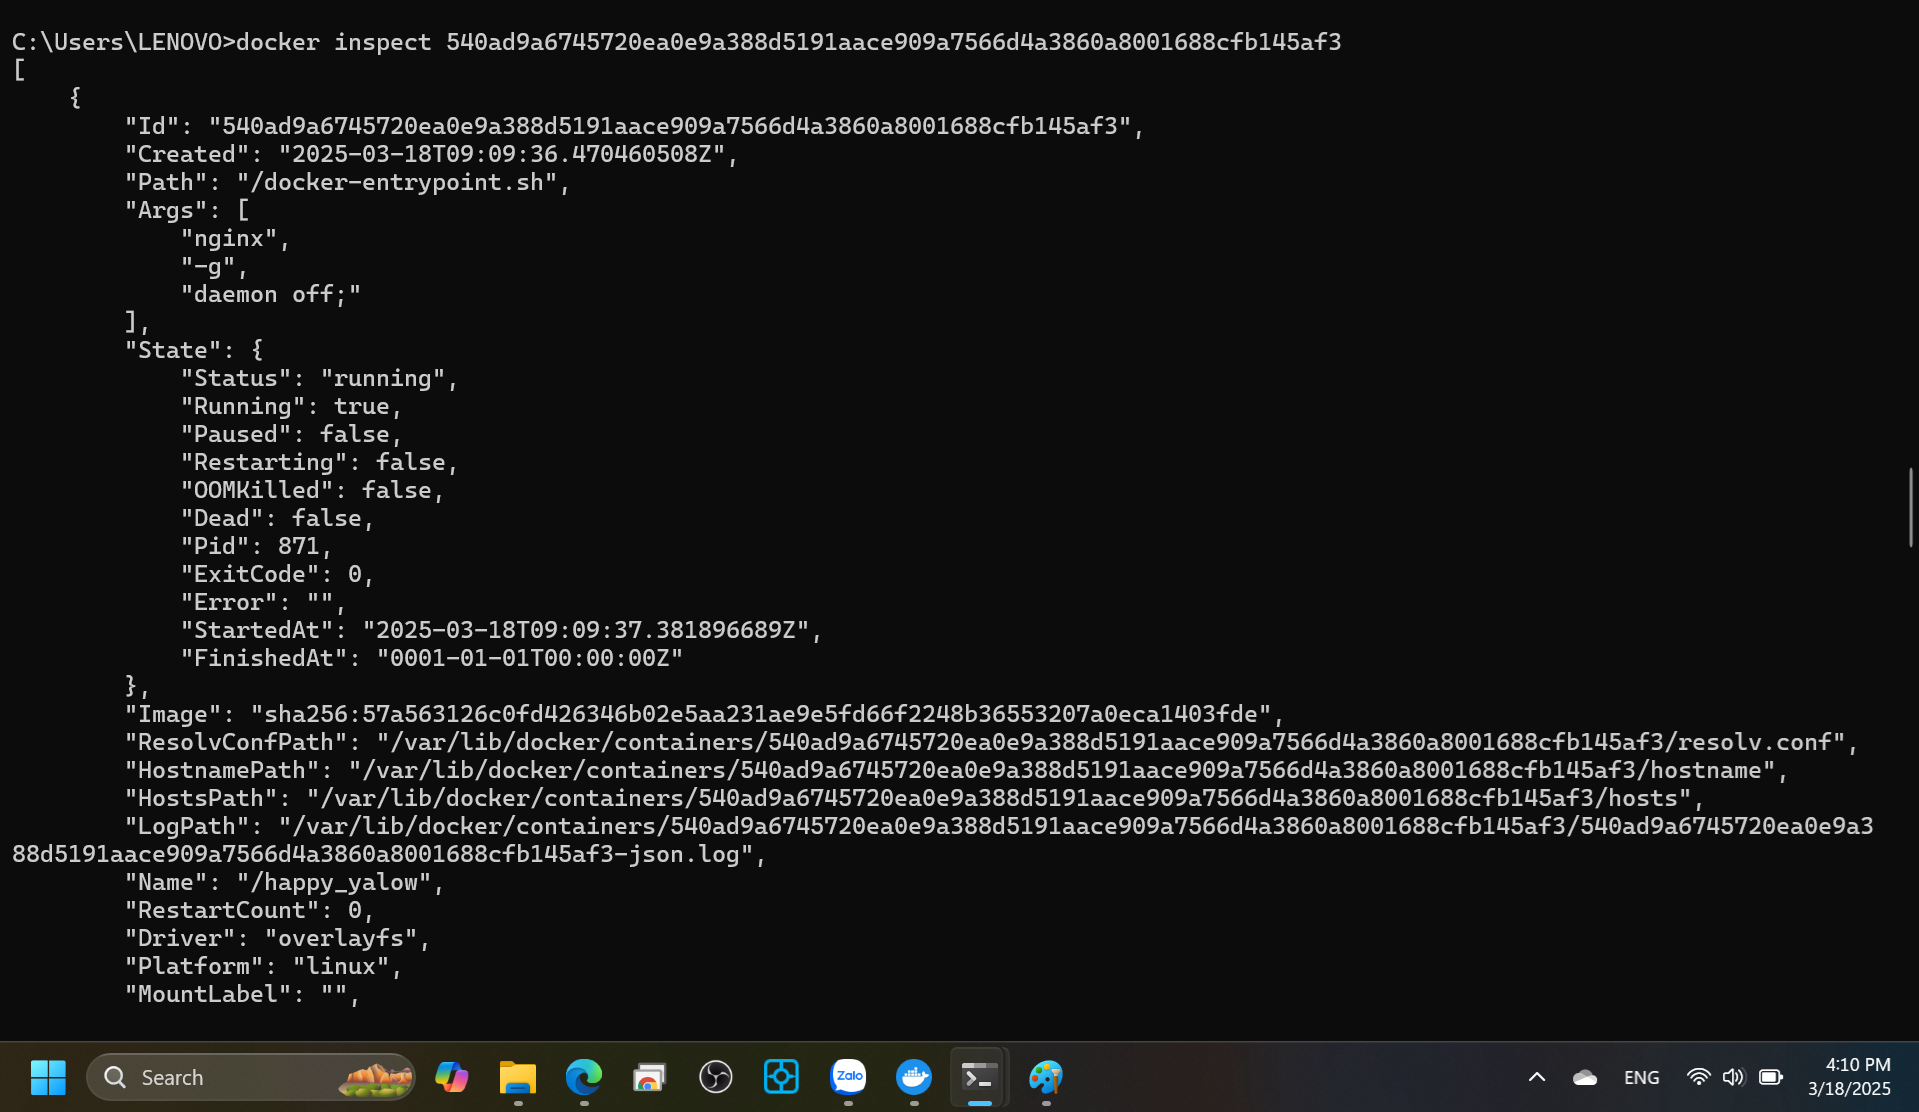 C:\Users\LENOVO>docker inspect 540ad9a6745720ea0e9a388d5191aace909a7566d4a3860a8001688cfb145af3
[
    {
        "Id": "540ad9a6745720ea0e9a388d5191aace909a7566d4a3860a8001688cfb145af3",
        "Created": "2025-03-18T09:09:36.470460508Z",
        "Path": "/docker-entrypoint.sh",
        "Args": [
            "nginx",
            "-g",
            "daemon off;"
        ],
        "State": {
            "Status": "running",
            "Running": true,
            "Paused": false,
            "Restarting": false,
            "OOMKilled": false,
            "Dead": false,
            "Pid": 871,
            "ExitCode": 0,
            "Error": "",
            "StartedAt": "2025-03-18T09:09:37.381896689Z",
            "FinishedAt": "0001-01-01T00:00:00Z"
        },
        "Image": "sha256:57a563126c0fd426346b02e5aa231ae9e5fd66f2248b36553207a0eca1403fde",
        "ResolvConfPath": "/var/lib/docker/containers/540ad9a6745720ea0e9a388d5191aace909a7566d4a3860a8001688cfb145af3/resolv.conf",
        "HostnamePath": "/var/lib/docker/containers/540ad9a6745720ea0e9a388d5191aace909a7566d4a3860a8001688cfb145af3/hostname",
        "HostsPath": "/var/lib/docker/containers/540ad9a6745720ea0e9a388d5191aace909a7566d4a3860a8001688cfb145af3/hosts",
        "LogPath": "/var/lib/docker/containers/540ad9a6745720ea0e9a388d5191aace909a7566d4a3860a8001688cfb145af3/540ad9a6745720ea0e9a3
88d5191aace909a7566d4a3860a8001688cfb145af3-json.log",
        "Name": "/happy_yalow",
        "RestartCount": 0,
        "Driver": "overlayfs",
        "Platform": "linux",
        "MountLabel": "",
Search
Zalo
ENG
4:10 PM
3/18/2025